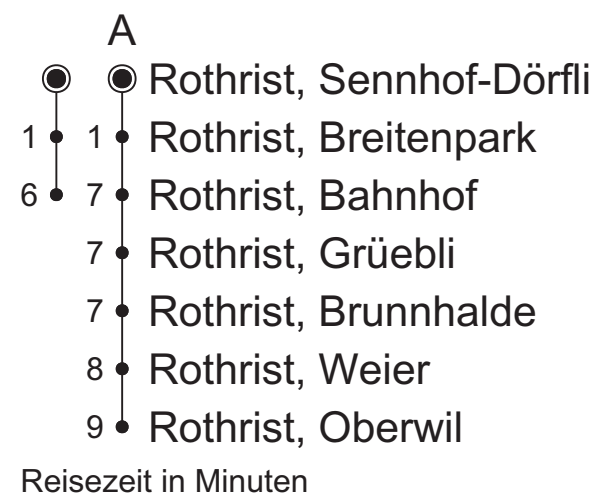 A
Rothrist, Sennhof-Dörfli
1 1 Rothrist, Breitenpark
6 7 Rothrist, Bahnhof
7 Rothrist, Grüebli
7 Rothrist, Brunnhalde
8 Rothrist, Weier
9 Rothrist, Oberwil
Reisezeit in Minuten